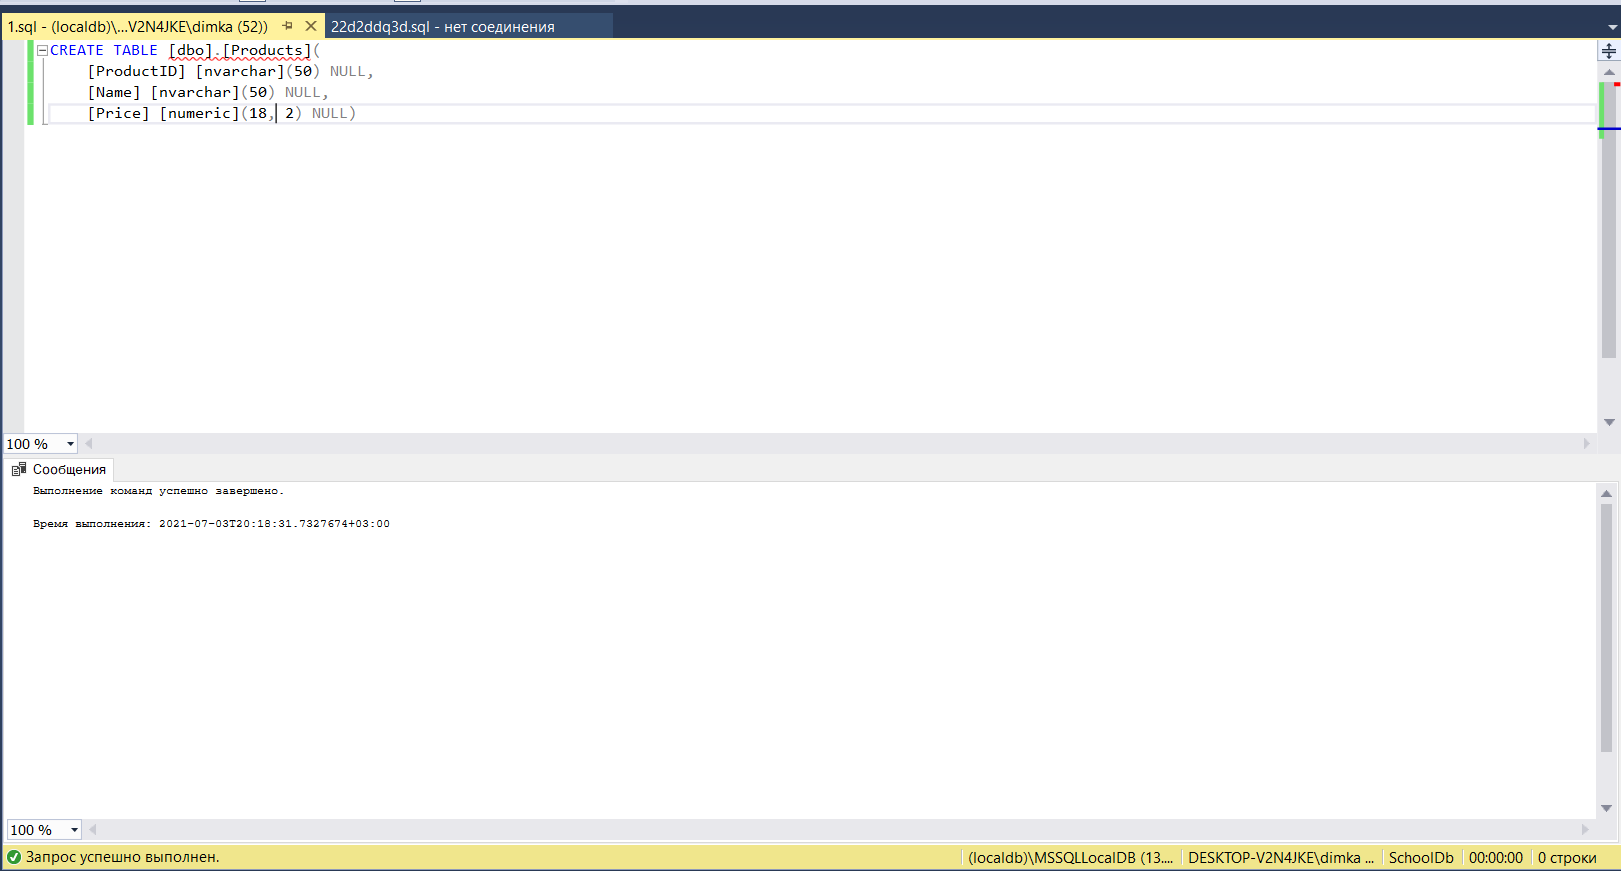 1.sql - (localdb)\...V2N4JKE\dimka (52))
22d2ddq3d.sql - нет соединения
CREATE TABLE [dbo].[Products](
[ProductID] [nvarchar](50) NULL,
[Name] [nvarchar](50) NULL,
[Price] [numeric](18, 2) NULL)
100 %
Сообщения
Выполнение команд успешно завершено.
Время выполнения: 2021-07-03T20:18:31.7327674+03:00
100 %
Запрос успешно выполнен.
(localdb)\MSSQLLocalDB (13....
DESKTOP-V2N4JKE\dimka ...
SchoolDb
00:00:00
0 строки